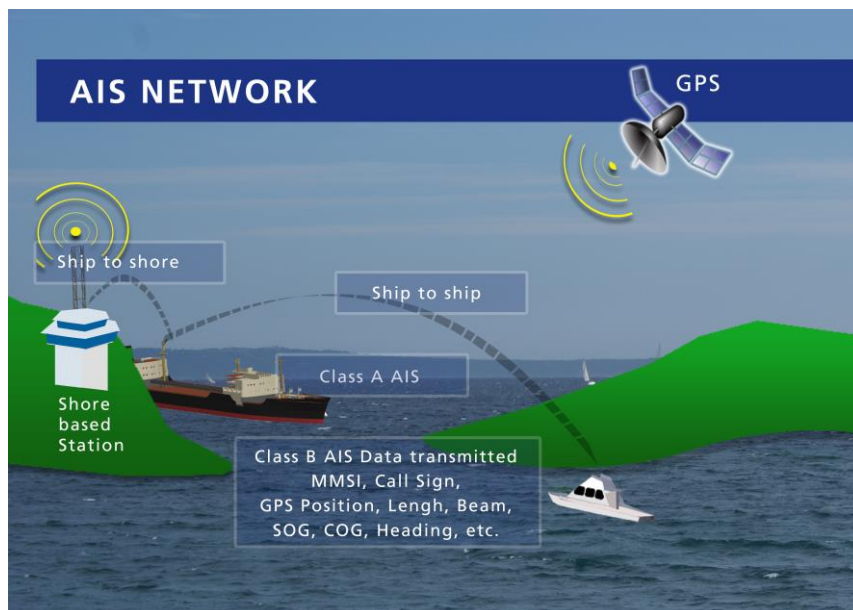 AIS NETWORK
GPS
Ship to shore
Ship to ship
Class A AIS
Shore
based
Station
Class B AIS Data transmitted
MMSI, Call Sign,
GPS Position, Lengh, Beam,
SOG, COG, Heading, etc.